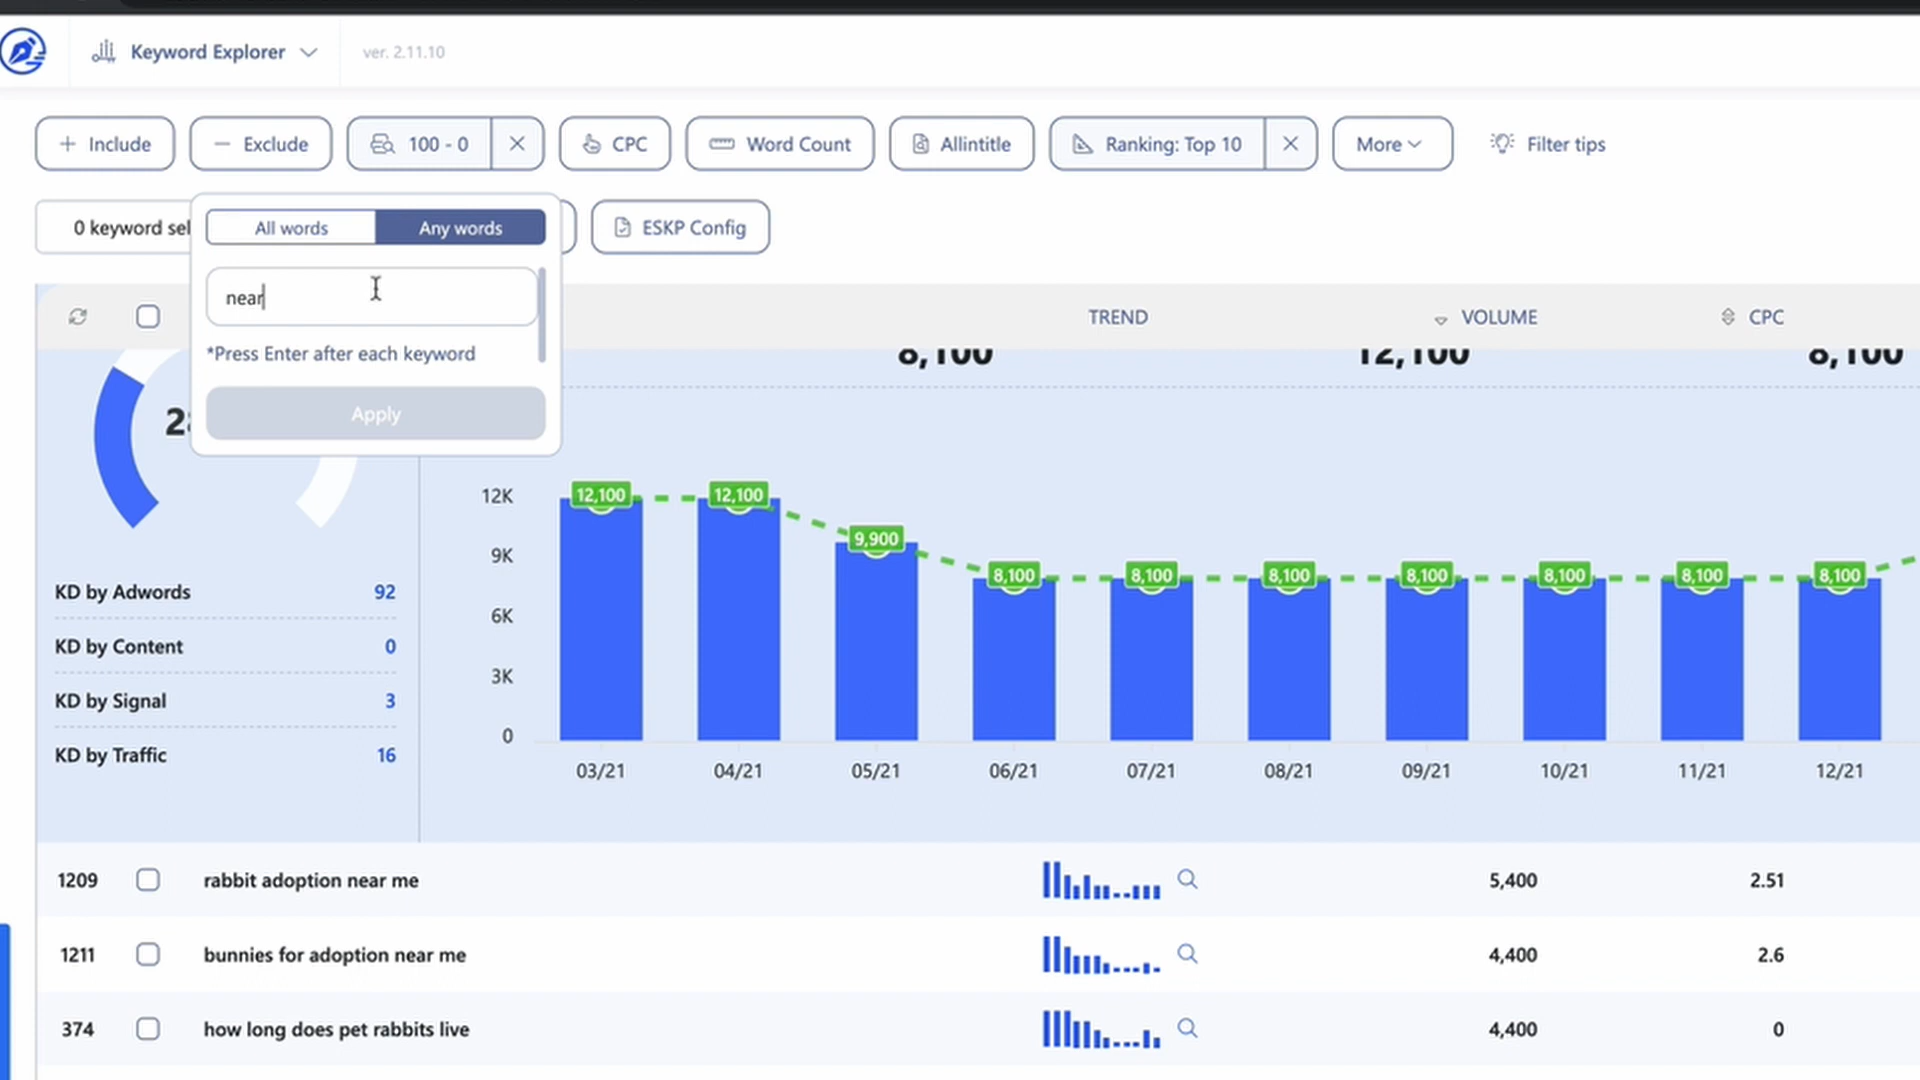 Keyword Explorer
ver. 2.11.10
+ Include
− Exclude
100 - 0
CPC
Word Count
Allintitle
Ranking: Top 10
More
Filter tips
0 keyword sel
All words
Any words
ESKP Config
near
*Press Enter after each keyword
Apply
TREND
VOLUME
CPC
8,100
12,100
8,100
12K
9K
6K
3K
0
12,100
12,100
9,900
8,100
8,100
8,100
8,100
8,100
8,100
8,100
03/21
04/21
05/21
06/21
07/21
08/21
09/21
10/21
11/21
12/21
KD by Adwords 92
KD by Content 0
KD by Signal 3
KD by Traffic 16
1209 rabbit adoption near me 5,400 2.51
1211 bunnies for adoption near me 4,400 2.6
374 how long does pet rabbits live 4,400 0